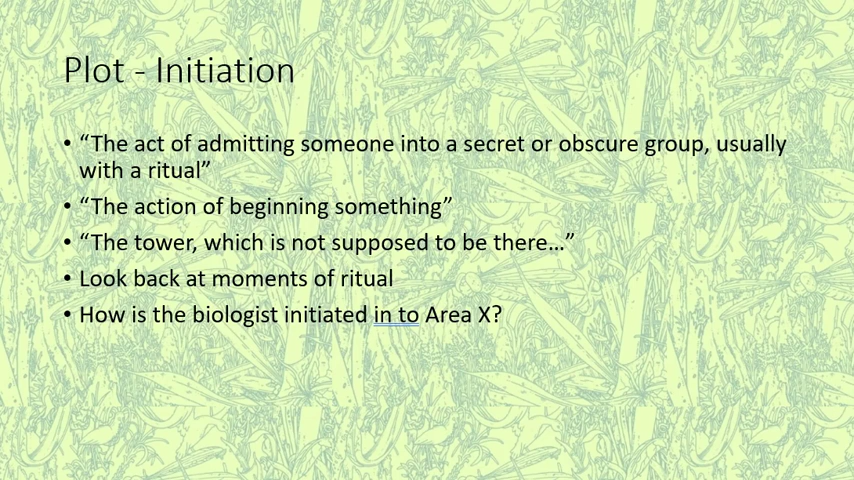 Plot - Initiation
• “The act of admitting someone into a secret or obscure group, usually
with a ritual”
• “The action of beginning something”
• “The tower, which is not supposed to be there…”
• Look back at moments of ritual
• How is the biologist initiated in to Area X?